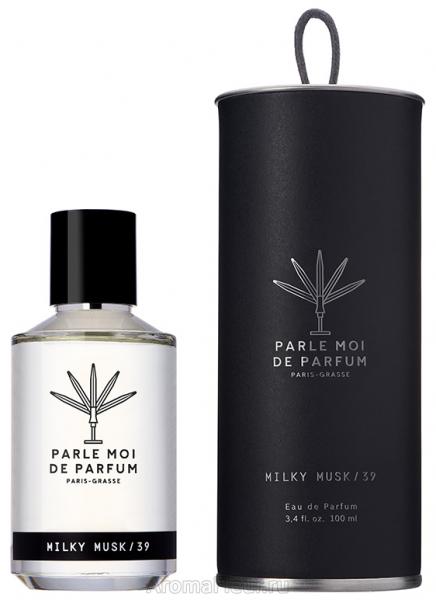 PARLE MOI
DE PARFUM
PARIS-GRASSE
MILKY MUSK/39
PARLE MOI
DE PARFUM
PARIS-GRASSE
MILKY MUSK/39
Eau de Parfum
3,4 fl. oz. 100 ml